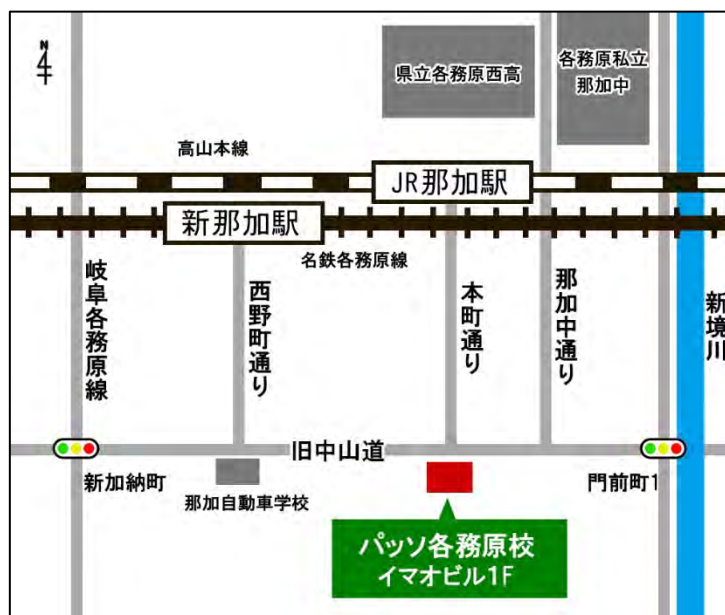 N
県立各務原西高
各務原私立
那加中
高山本線
JR那加駅
新那加駅
名鉄各務原線
岐阜各務原線
西野町通り
本町通り
那加中通り
新境川
旧中山道
新加納町
那加自動車学校
門前町1
パッソ各務原校
イマオビル1F